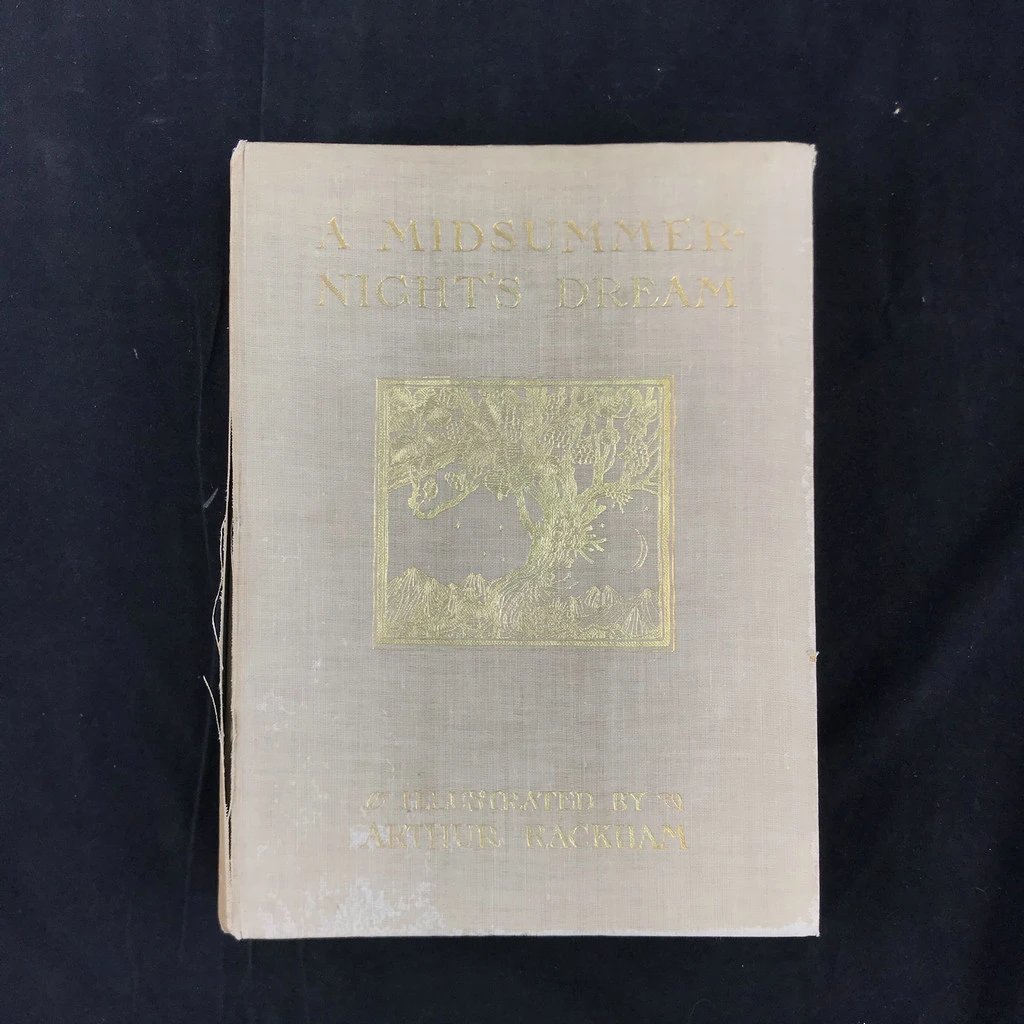 A MIDSUMMER-
NIGHT'S DREAM
ILLUSTRATED BY
ARTHUR RACKHAM